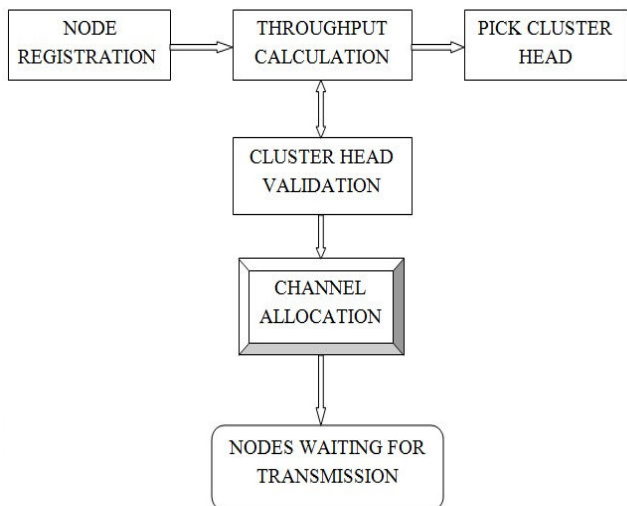 NODE
REGISTRATION
THROUGHPUT
CALCULATION
PICK CLUSTER
HEAD
CLUSTER HEAD
VALIDATION
CHANNEL
ALLOCATION
NODES WAITING FOR
TRANSMISSION